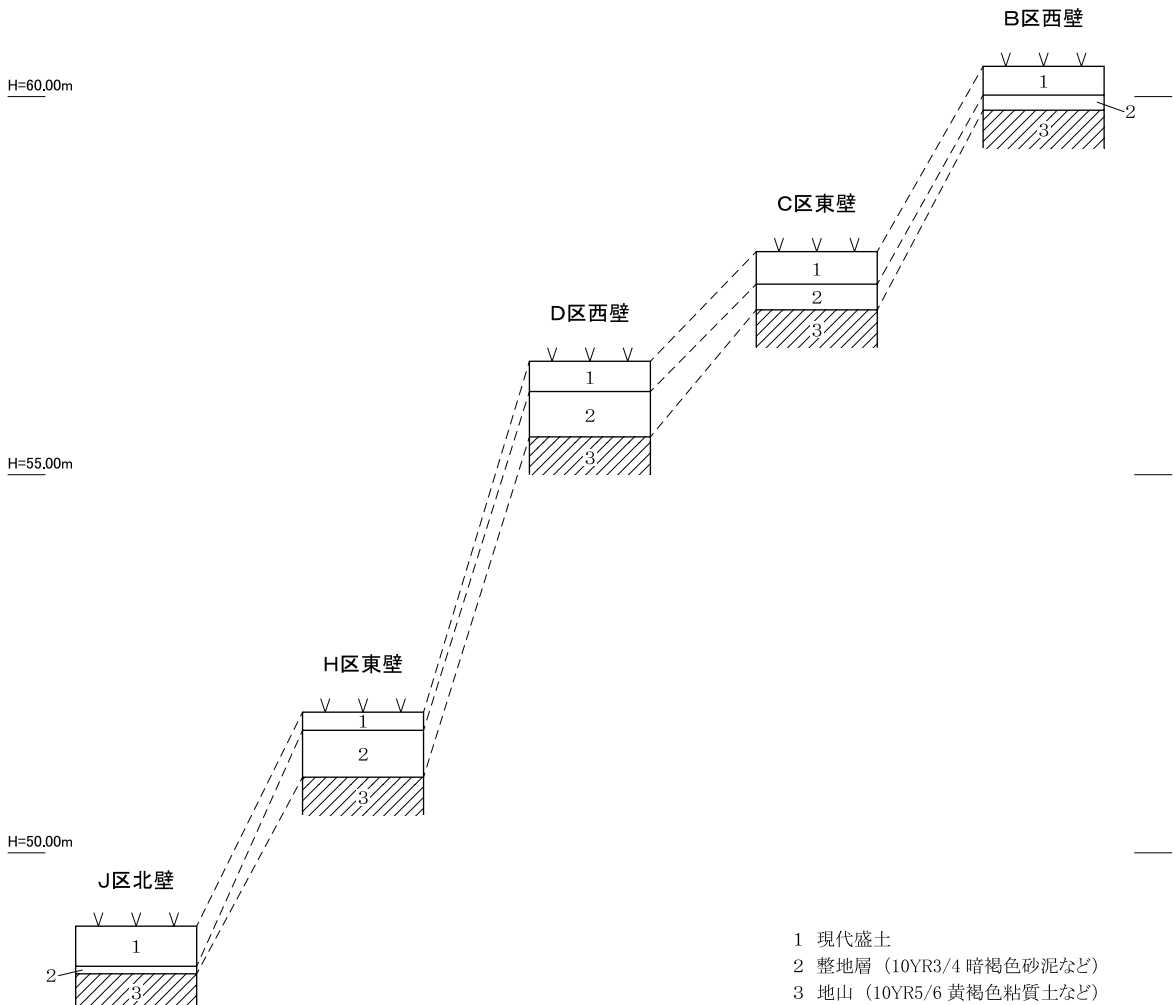 B区西壁
H=60.00m
1
2
3
C区東壁
1
2
3
D区西壁
1
2
3
H=55.00m
H区東壁
1
2
3
H=50.00m
J区北壁
1
2
3
1 現代盛土
2 整地層（10YR3/4 暗褐色砂泥など）
3 地山（10YR5/6 黄褐色粘質土など）